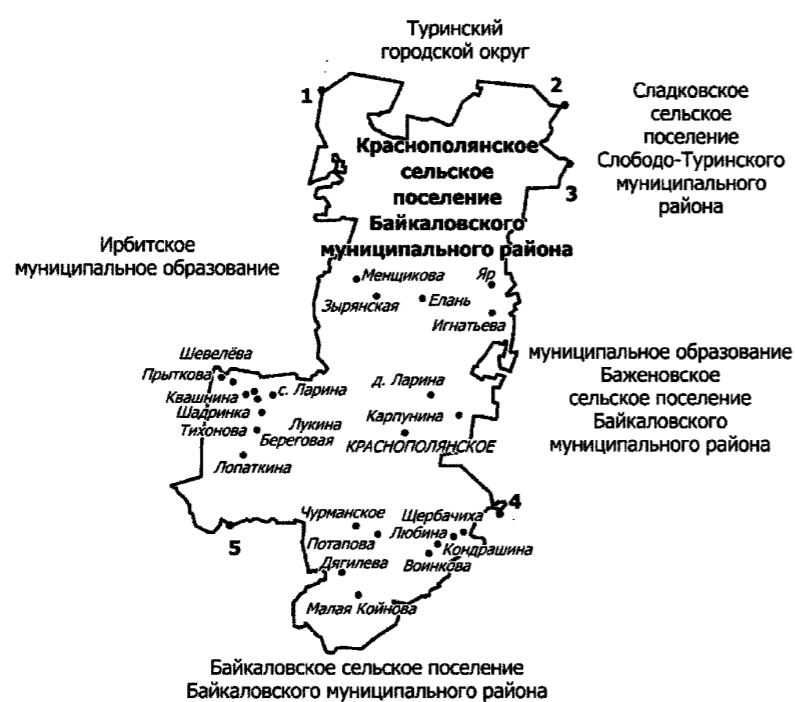 Туринский
городской округ
1
2
Сладковское
сельское
поселение
Слободо-Туринского
муниципального
района
3
Краснополянское
сельское
поселение
Байкаловского
муниципального района
Ирбитское
муниципальное образование
Менщикова
Яр
Зырянская
Елань
Игнатьева
муниципальное образование
Баженовское
сельское поселение
Байкаловского
муниципального района
Шевелёва
Прыткова
Квашнина
с. Ларина
д. Ларина
Шадринка
Тихонова
Лукина
Береговая
Карпунина
КРАСНОПОЛЯНСКОЕ
Лопаткина
4
5
Чурманское
Щербачиха
Потапова
Любина
Кондрашина
Дягилева
Воинкова
Малая Койнова
Байкаловское сельское поселение
Байкаловского муниципального района